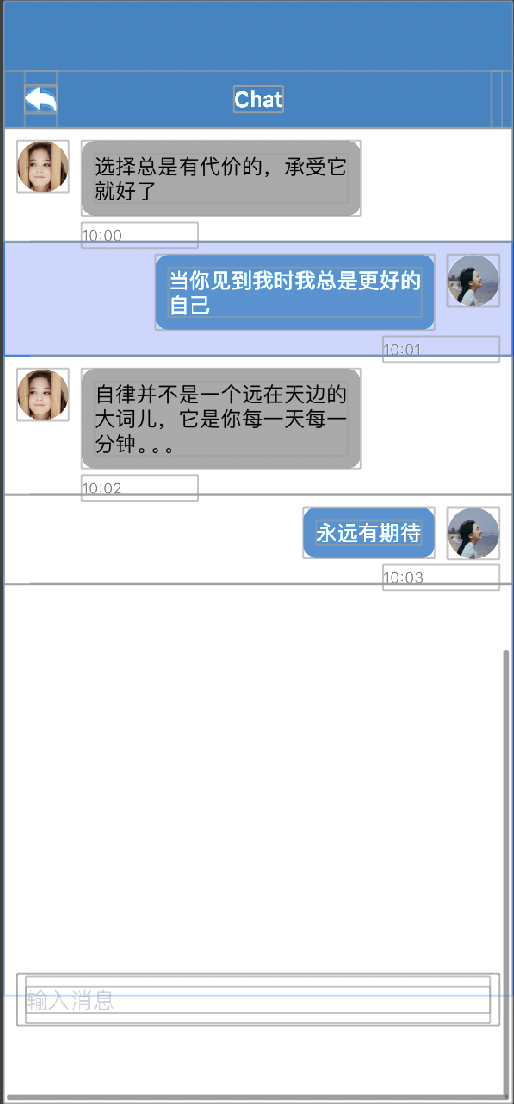 Chat
选择总是有代价的，承受它
就好了
10:00
当你见到我时我总是更好的
自己
10:01
自律并不是一个远在天边的
大词儿，它是你每一天每一
分钟。。。
10:02
永远有期待
10:03
输入消息